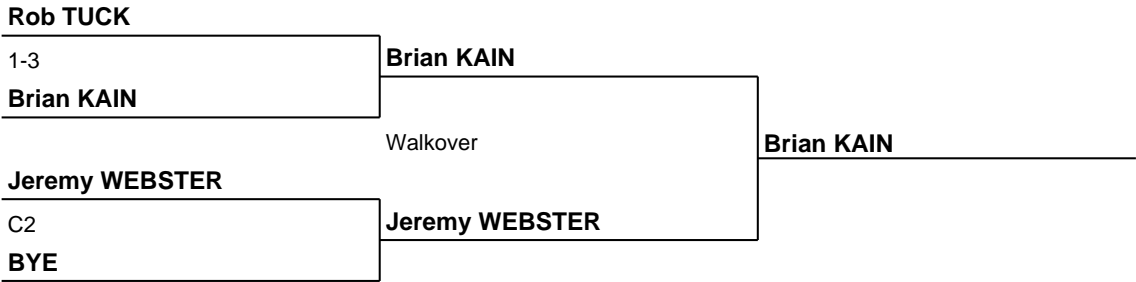 Rob TUCK
1-3
Brian KAIN
Brian KAIN
Walkover
Brian KAIN
Jeremy WEBSTER
C2
Jeremy WEBSTER
BYE